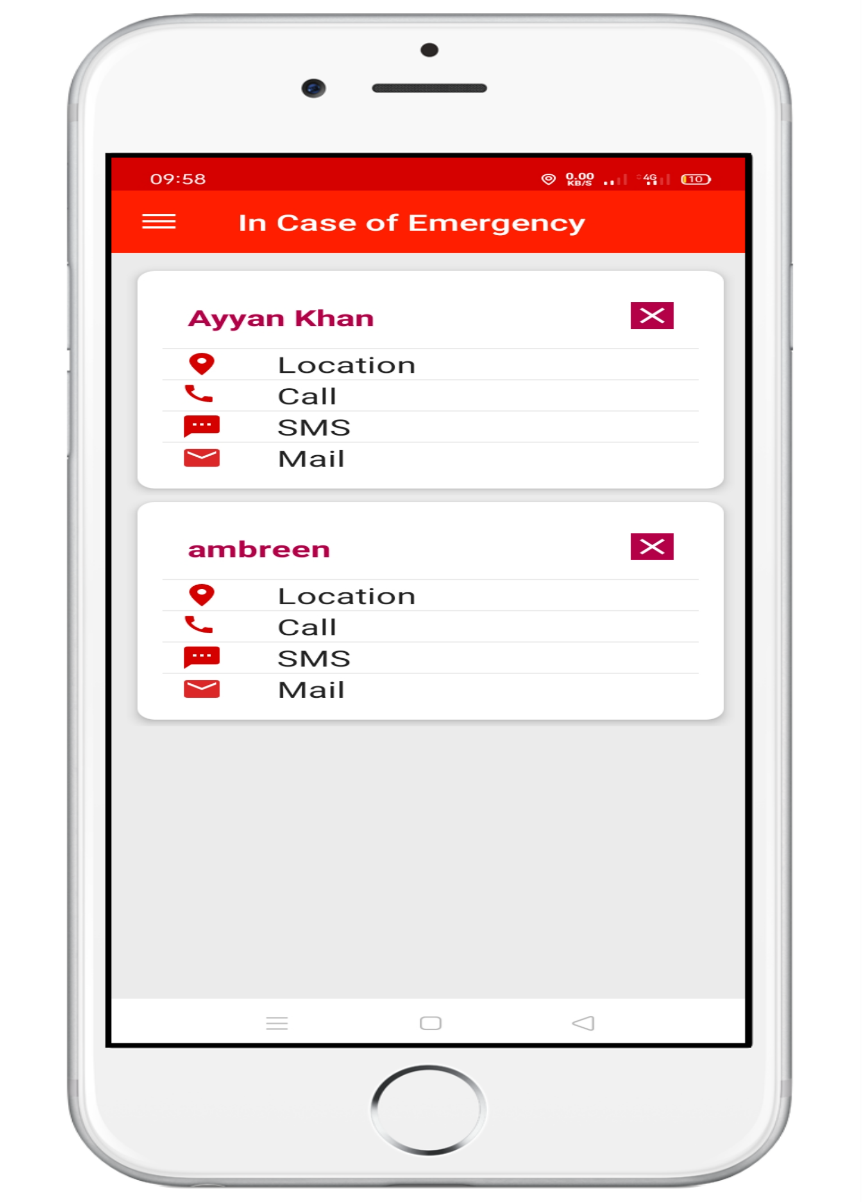 09:58 0.00 KB/S 4G 10
In Case of Emergency
Ayyan Khan
Location
Call
SMS
Mail
ambreen
Location
Call
SMS
Mail